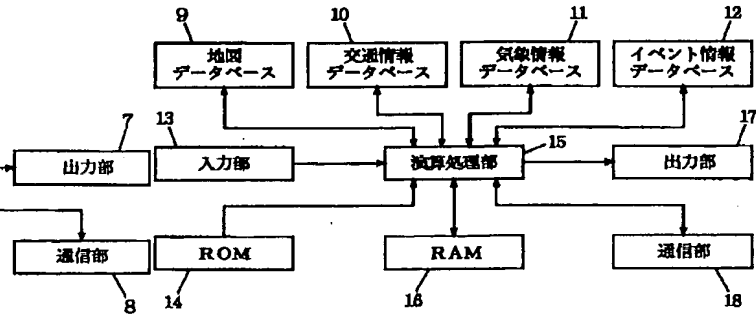 9
10
11
12
地図
データベース
交通情報
データベース
気象情報
データベース
イベント情報
データベース
7
13
15
17
出力部
入力部
演算処理部
出力部
通信部
ROM
RAM
通信部
8
14
16
18